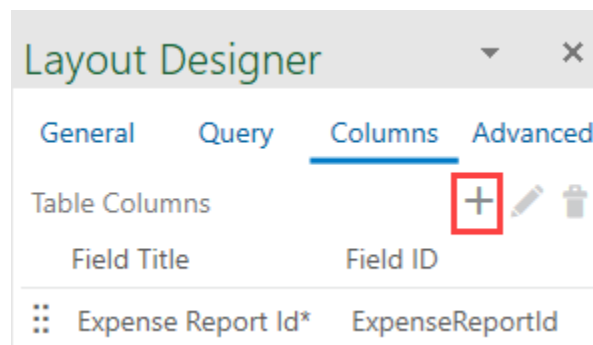 Layout Designer
General Query Columns Advanced
Table Columns
Field Title Field ID
Expense Report Id* ExpenseReportId